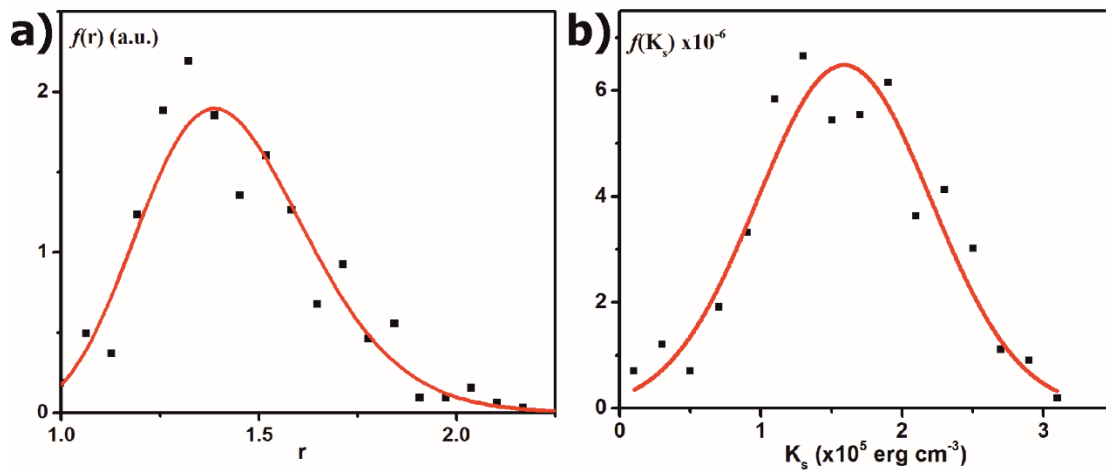 a) f(r) (a.u.)
2
1
0
1.0 1.5 2.0
r
b) f(Kₛ) x10⁻⁶
6
4
2
0
0 1 2 3
Kₛ (x10⁵ erg cm⁻³)